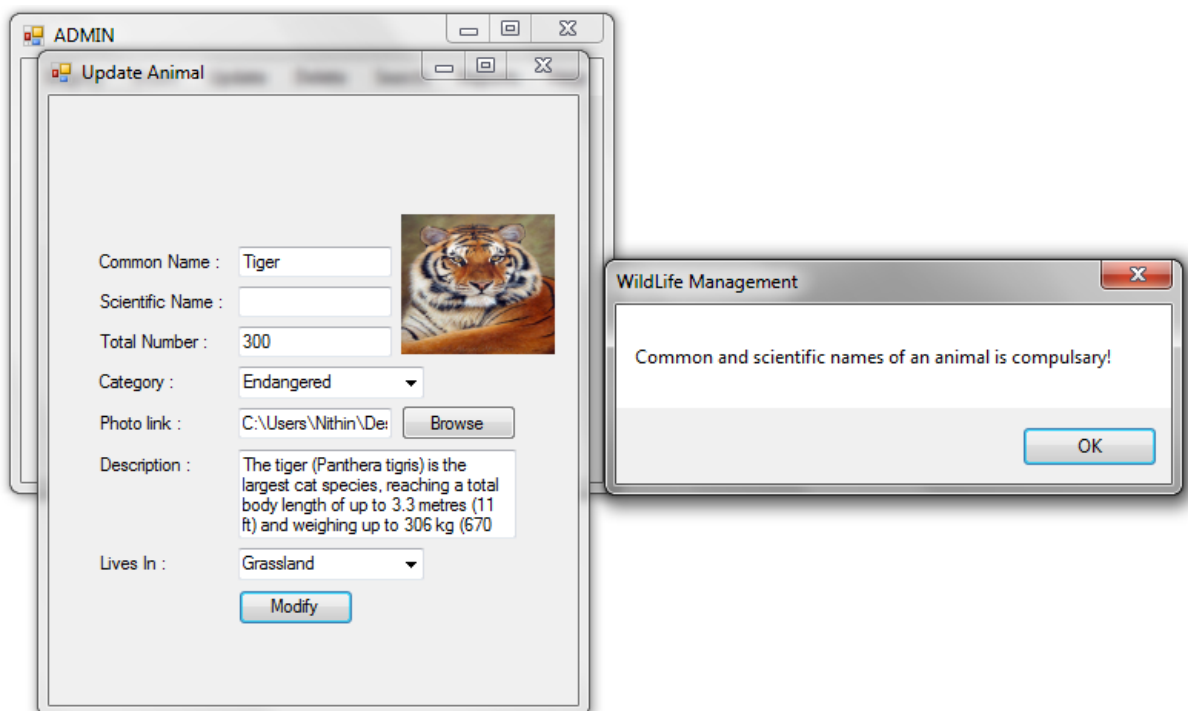 ADMIN
Update Animal
Common Name : Tiger
Scientific Name :
Total Number : 300
Category : Endangered
Photo link : C:\Users\Nithin\Des Browse
Description : The tiger (Panthera tigris) is the
largest cat species, reaching a total
body length of up to 3.3 metres (11
ft) and weighing up to 306 kg (670
Lives In : Grassland
Modify
WildLife Management
Common and scientific names of an animal is compulsary!
OK